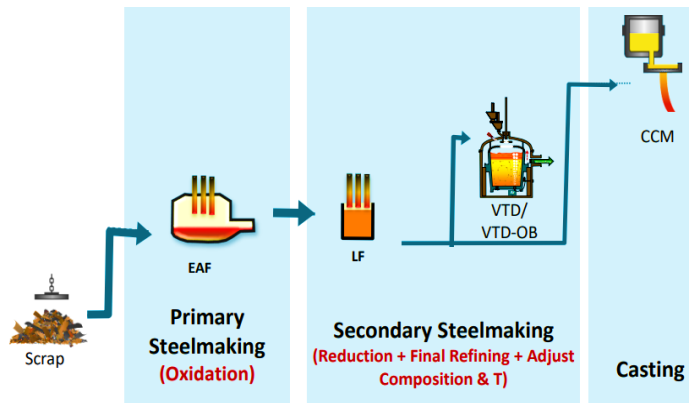 Scrap
EAF
Primary
Steelmaking
(Oxidation)
LF
VTD/
VTD-OB
Secondary Steelmaking
(Reduction + Final Refining + Adjust
Composition & T)
CCM
Casting